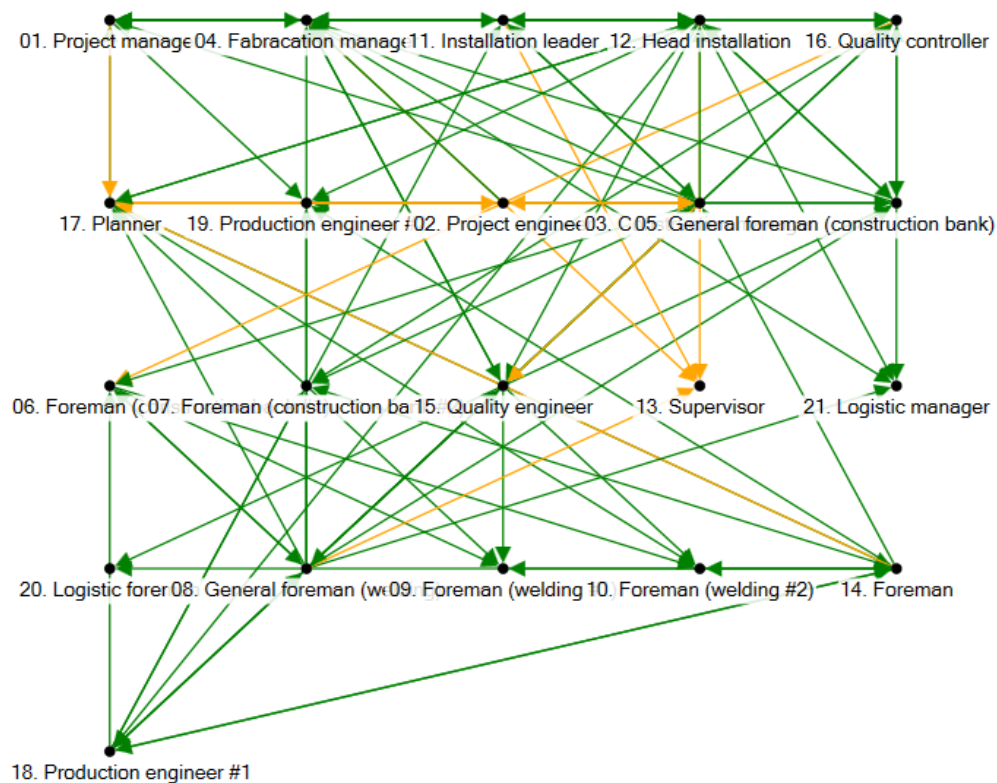 01. Project manage 04. Fabracation manage 11. Installation leader 12. Head installation 16. Quality controller
17. Planner 19. Production engineer # 02. Project enginee 03. C 05. General foreman (construction bank)
06. Foreman (c 07. Foreman (construction ba 15. Quality engineer 13. Supervisor 21. Logistic manager
20. Logistic forem 08. General foreman (we 09. Foreman (welding 10. Foreman (welding #2) 14. Foreman
18. Production engineer #1